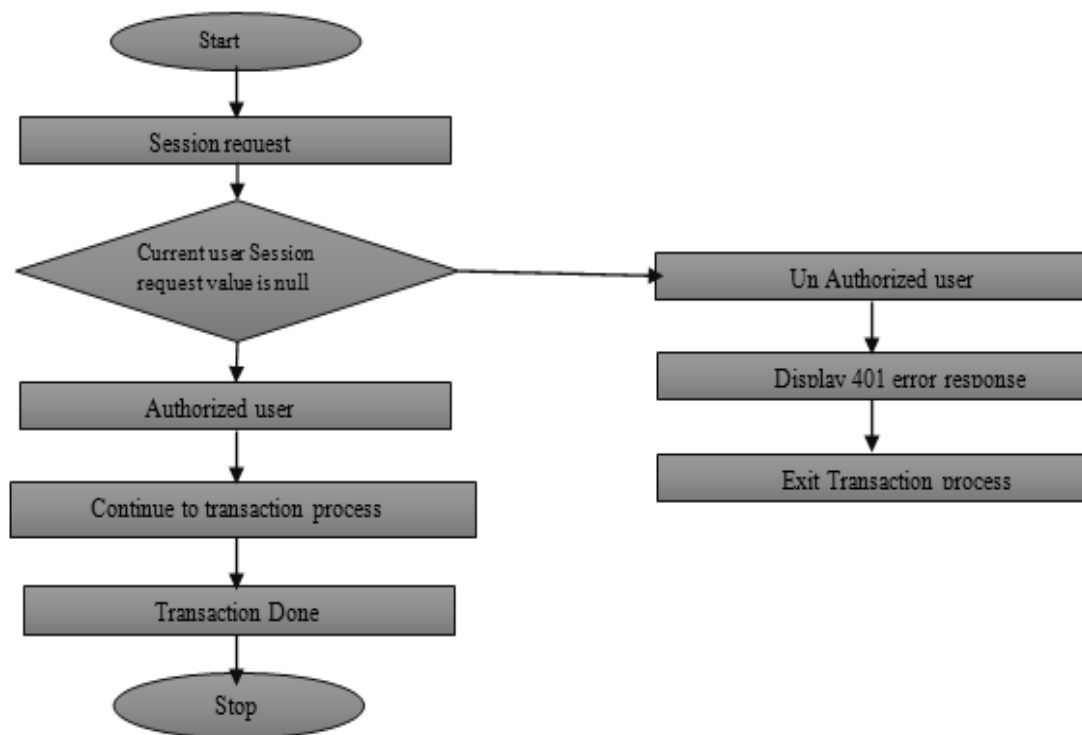 Start
Session request
Current user Session
request value is null
Un Authorized user
Display 401 error response
Authorized user
Exit Transaction process
Continue to transaction process
Transaction Done
Stop